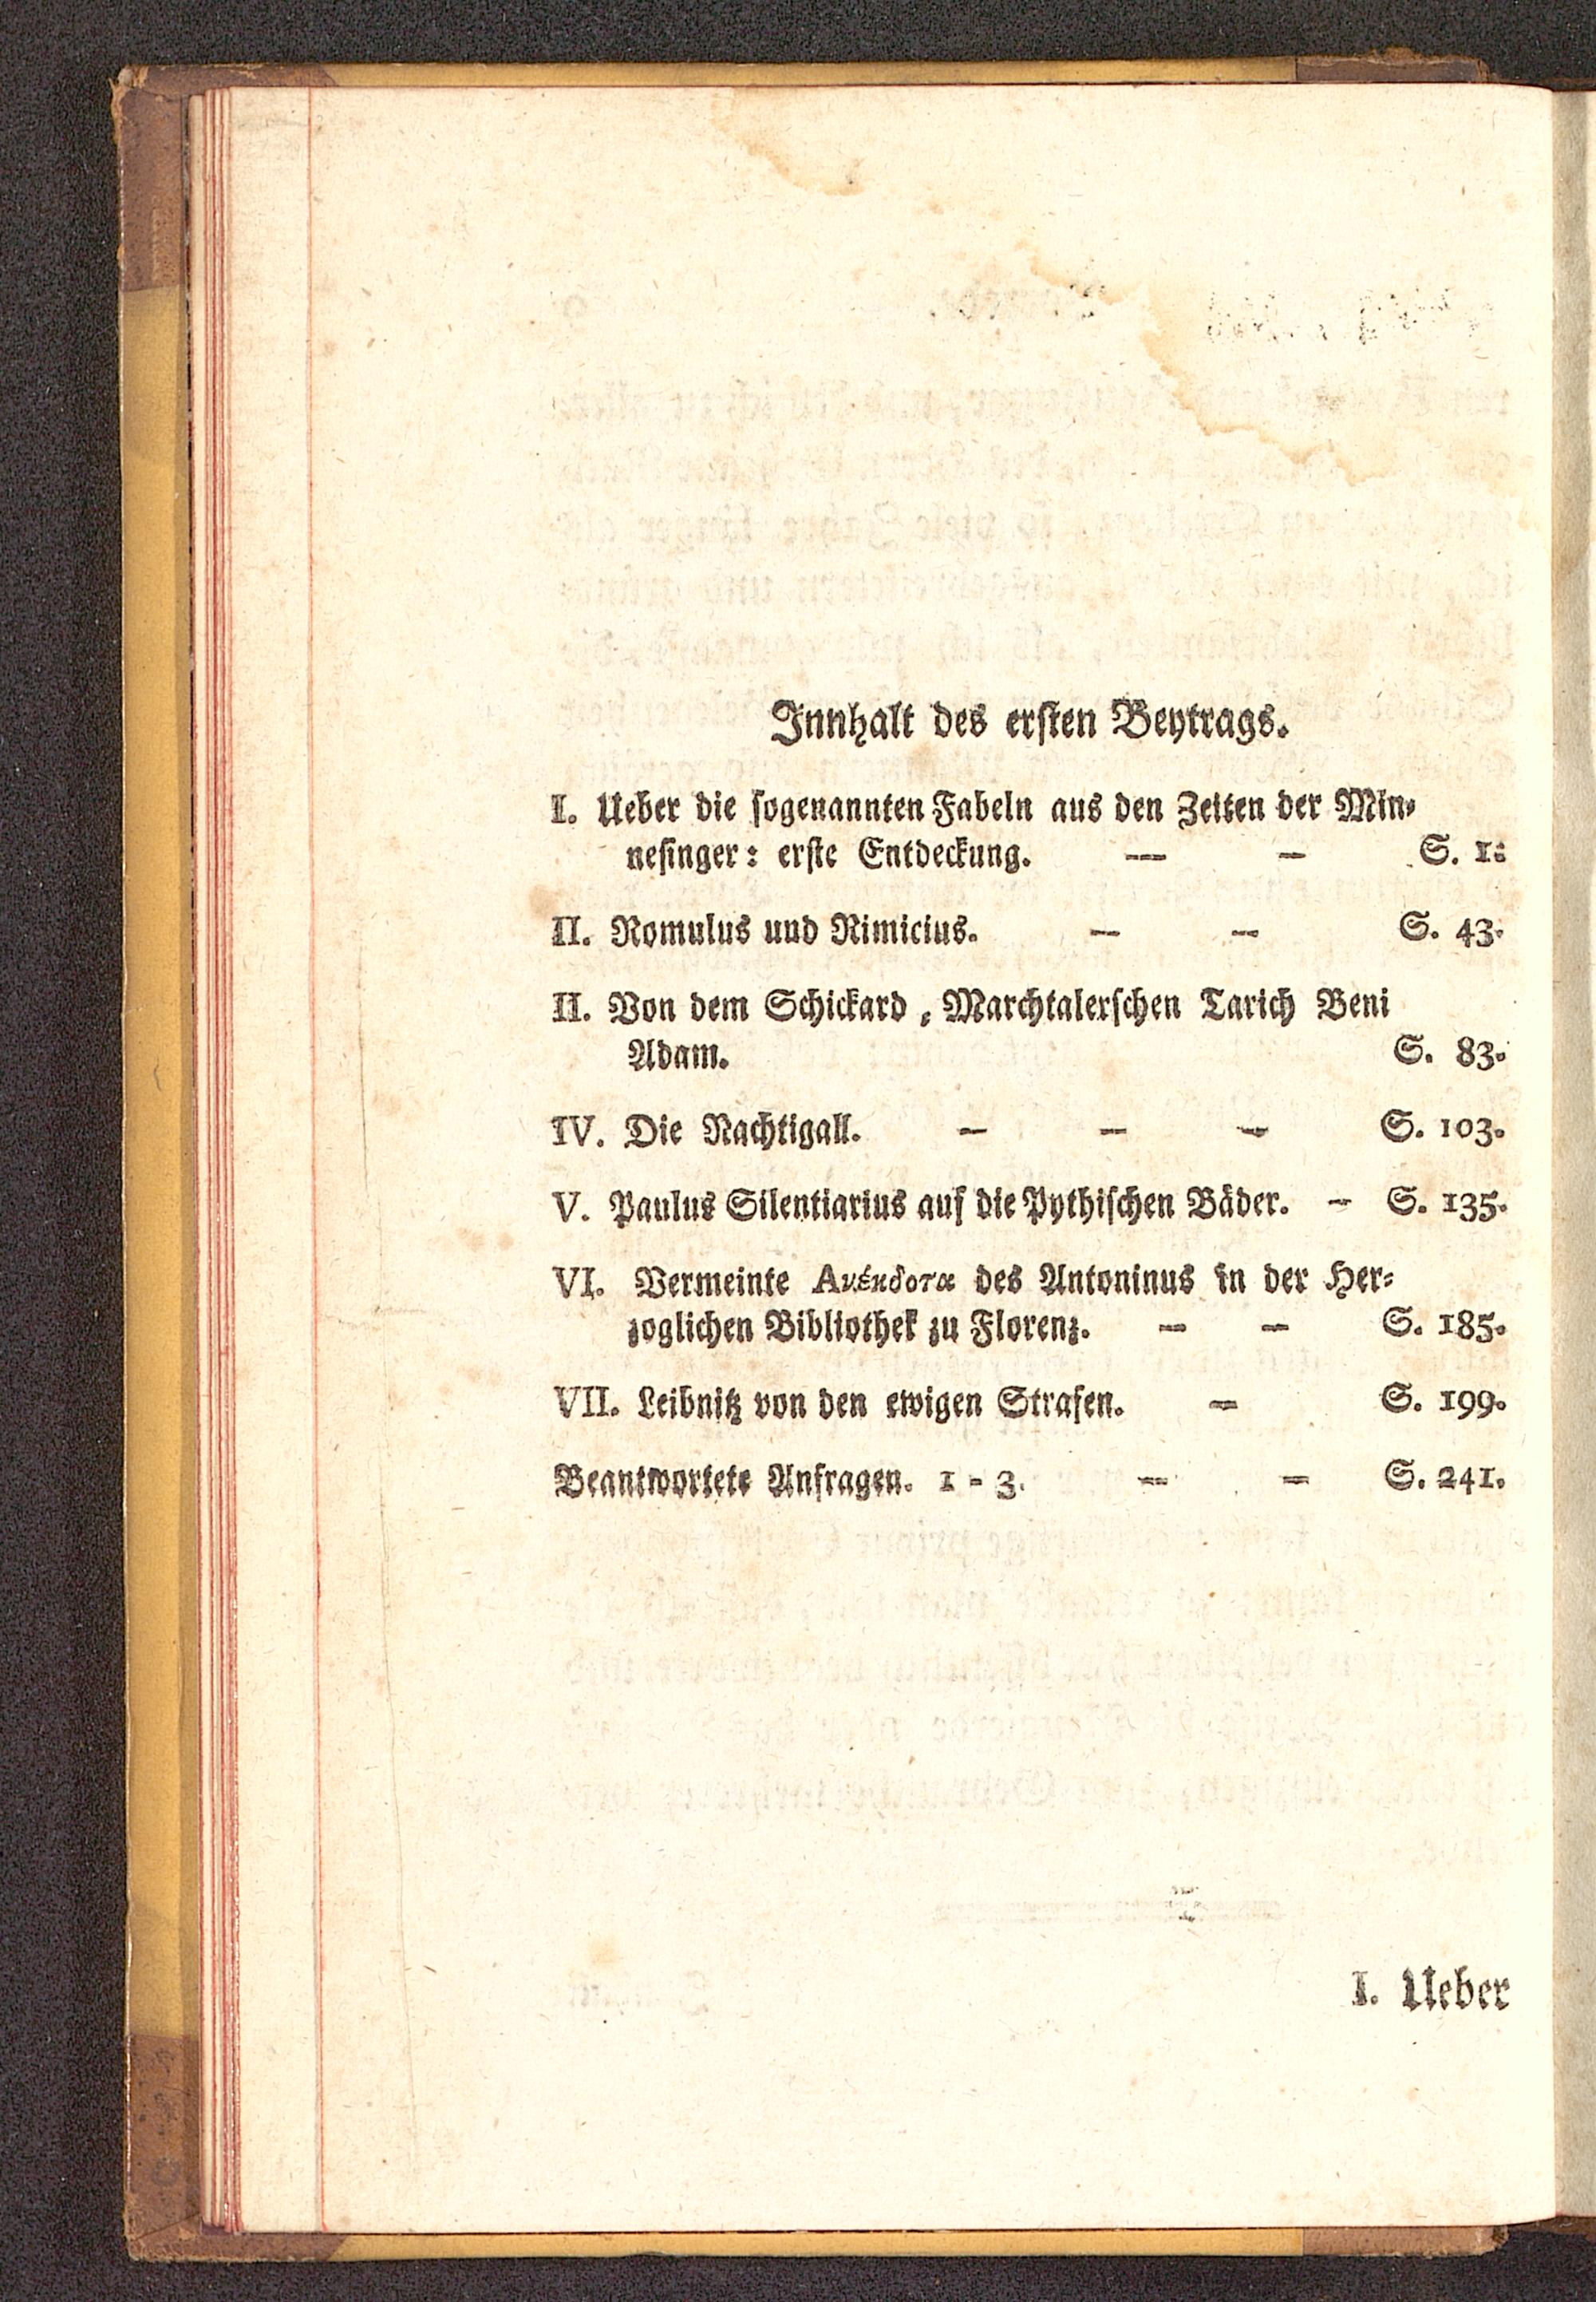 Innhalt des ersten Beytrags.
I. Ueber die sogenannten Fabeln aus den Zeiten der Min-
nesinger: erste Entdeckung. — — S. 1.
II. Romulus und Rimicius. — — S. 43.
II. Von dem Schickard-Marchtalerschen Tarich Beni
Adam. S. 83.
IV. Die Nachtigall. — — — S. 103.
V. Paulus Silentiarius auf die Pythischen Bäder. — S. 135.
VI. Vermeinte Ανέκδοτα des Antoninus in der Her-
zoglichen Bibliothek zu Florenz. — — S. 185.
VII. Leibnitz von den ewigen Strafen. — S. 199.
Beantwortete Anfragen. 1 - 3. — — S. 241.
I. Ueber